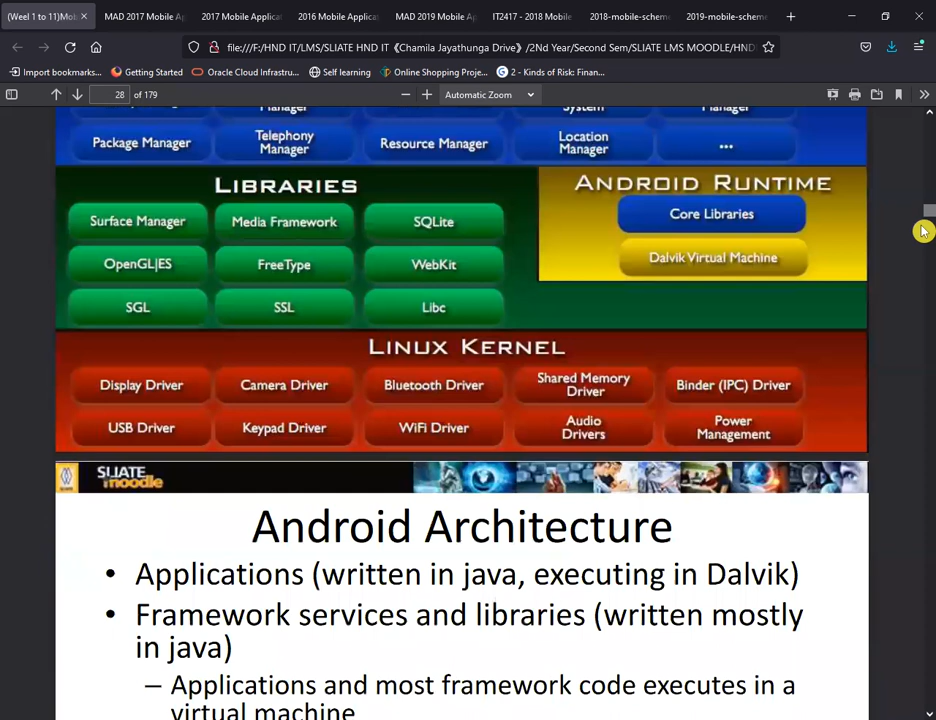 (Weel 1 to 11)Mob
MAD 2017 Mobile Ap
2017 Mobile Applica
2016 Mobile Applica
MAD 2019 Mobile Ap
IT2417 - 2018 Mobile
2018-mobile-scheme
2019-mobile-scheme
file:///F:/HND IT/LMS/SLIATE HND IT 《Chamila Jayathunga Drive》/2Nd Year/Second Sem/SLIATE LMS MOODLE/HND
Import bookmarks...
Getting Started
Oracle Cloud Infrastru...
Self learning
Online Shopping Proje...
2 - Kinds of Risk: Finan...
28 of 179
Automatic Zoom
Manager
System
Manager
Package Manager
Telephony
Manager
Resource Manager
Location
Manager
...
LIBRARIES
Surface Manager
Media Framework
SQLite
OpenGL|ES
FreeType
WebKit
SGL
SSL
Libc
ANDROID RUNTIME
Core Libraries
Dalvik Virtual Machine
LINUX KERNEL
Display Driver
Camera Driver
Bluetooth Driver
Shared Memory
Driver
Binder (IPC) Driver
USB Driver
Keypad Driver
WiFi Driver
Audio
Drivers
Power
Management
SLIATE
moodle
Android Architecture
• Applications (written in java, executing in Dalvik)
• Framework services and libraries (written mostly
in java)
– Applications and most framework code executes in a
virtual machine